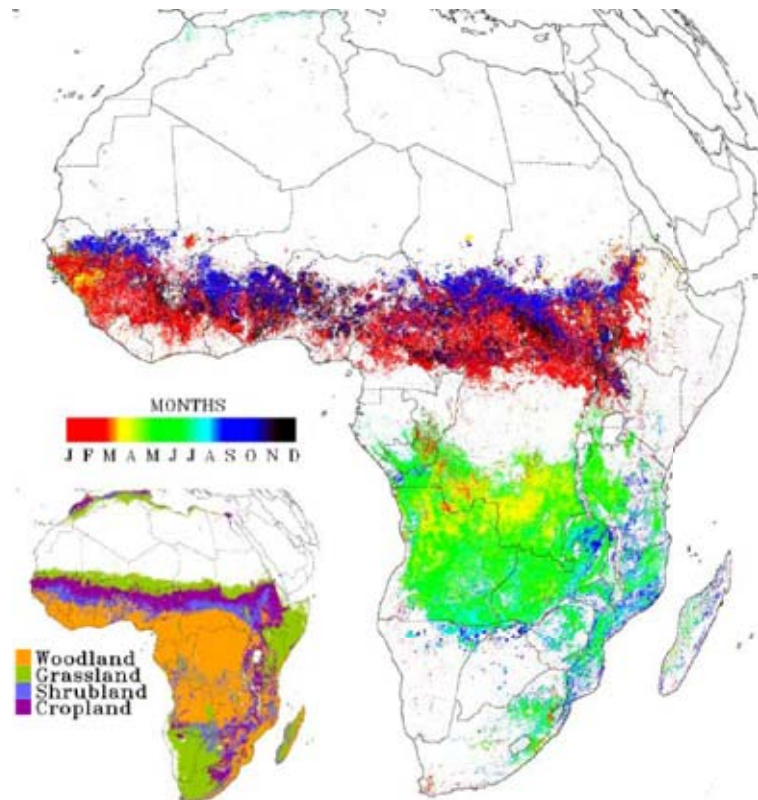 MONTHS
J F M A M J J A S O N D
Woodland
Grassland
Shrubland
Cropland